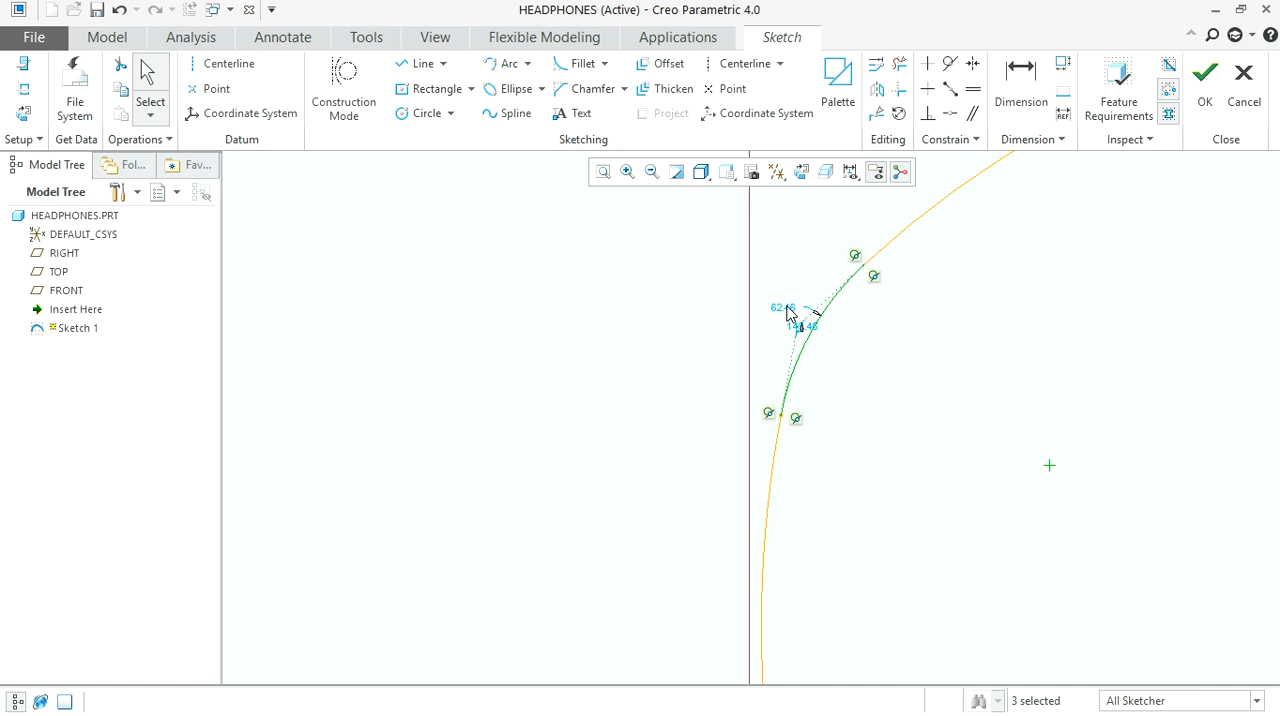 HEADPHONES (Active) - Creo Parametric 4.0
File Model Analysis Annotate Tools View Flexible Modeling Applications Sketch
Centerline Line Arc Fillet Offset Centerline
Point Rectangle Ellipse Chamfer Thicken Point
Coordinate System Circle Spline Text Project Coordinate System
File System Select Construction Mode Palette Dimension Feature Requirements OK Cancel
Setup Get Data Operations Datum Sketching Editing Constrain Dimension Inspect Close
Model Tree Fol... Fav...
Model Tree
HEADPHONES.PRT
DEFAULT_CSYS
RIGHT
TOP
FRONT
Insert Here
Sketch 1
3 selected All Sketcher